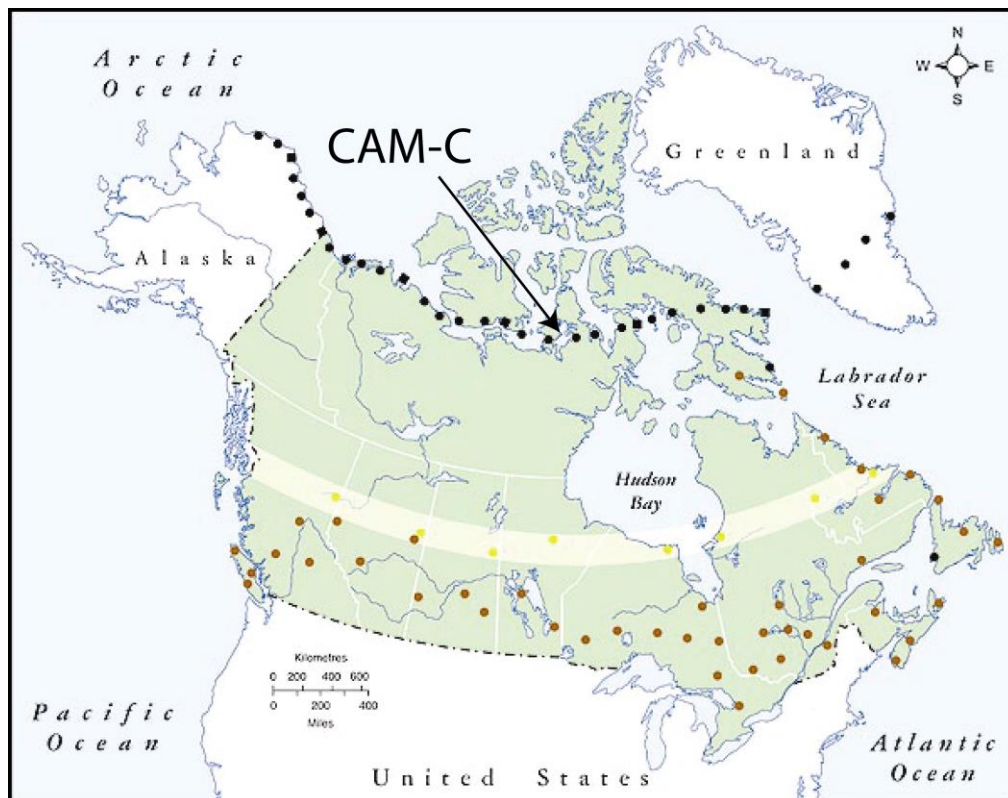 Arctic
Ocean
N
W E
S
CAM-C
Greenland
Alaska
Labrador
Sea
Hudson
Bay
Kilometres
0 200 400 600
0 200 400
Miles
Pacific
Ocean
Atlantic
Ocean
United States